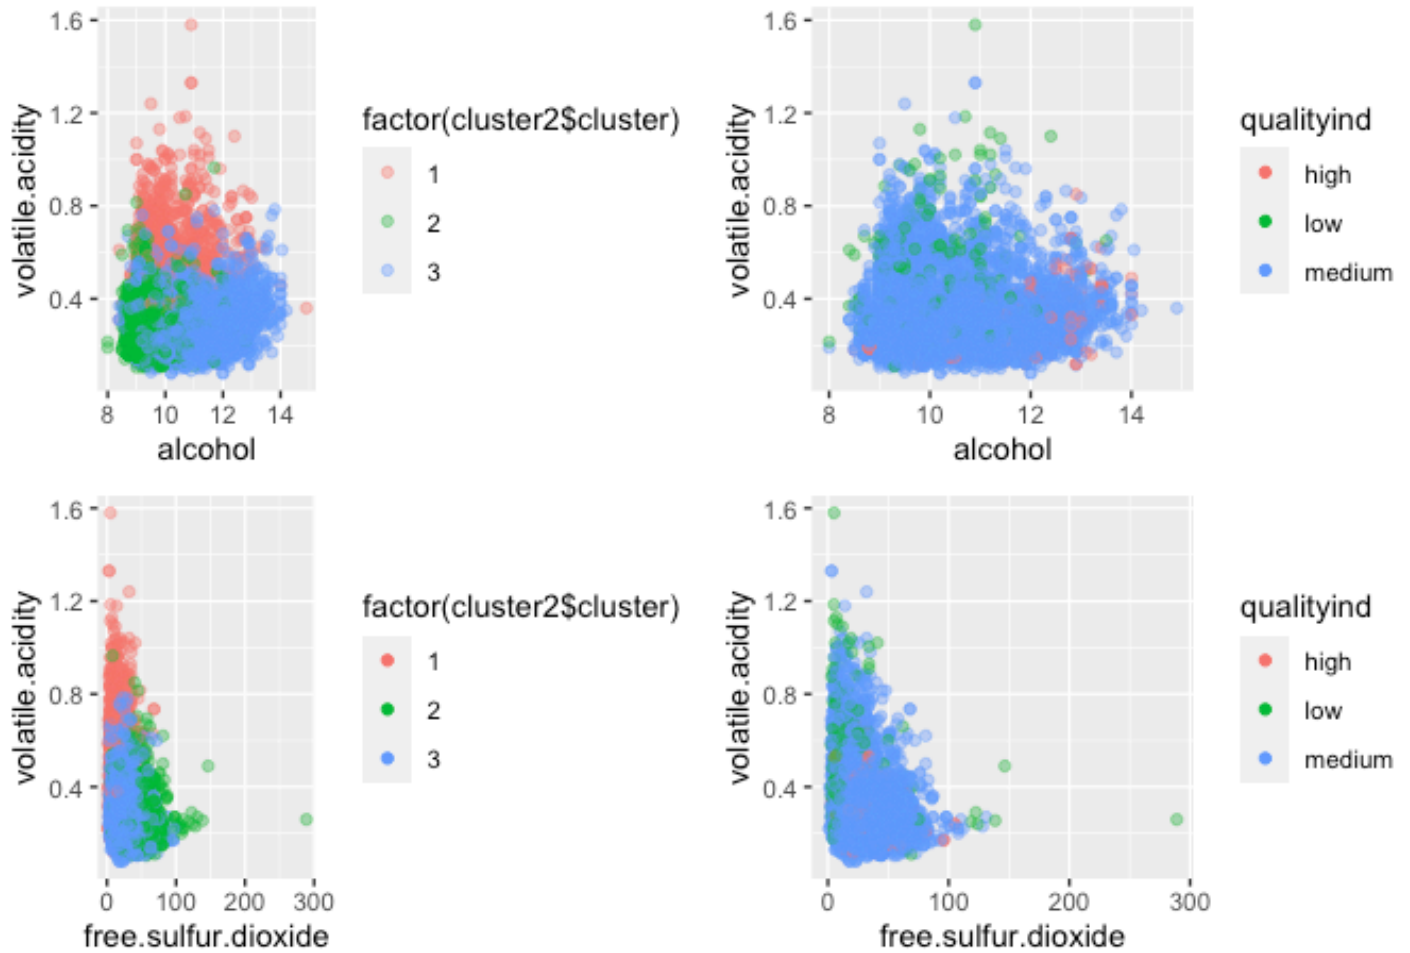 1.6
1.2
0.8
0.4
volatile.acidity
8 10 12 14
alcohol
factor(cluster2$cluster)
1
2
3
1.6
1.2
0.8
0.4
volatile.acidity
8 10 12 14
alcohol
qualityind
high
low
medium
1.6
1.2
0.8
0.4
volatile.acidity
0 100 200 300
free.sulfur.dioxide
factor(cluster2$cluster)
1
2
3
1.6
1.2
0.8
0.4
volatile.acidity
0 100 200 300
free.sulfur.dioxide
qualityind
high
low
medium